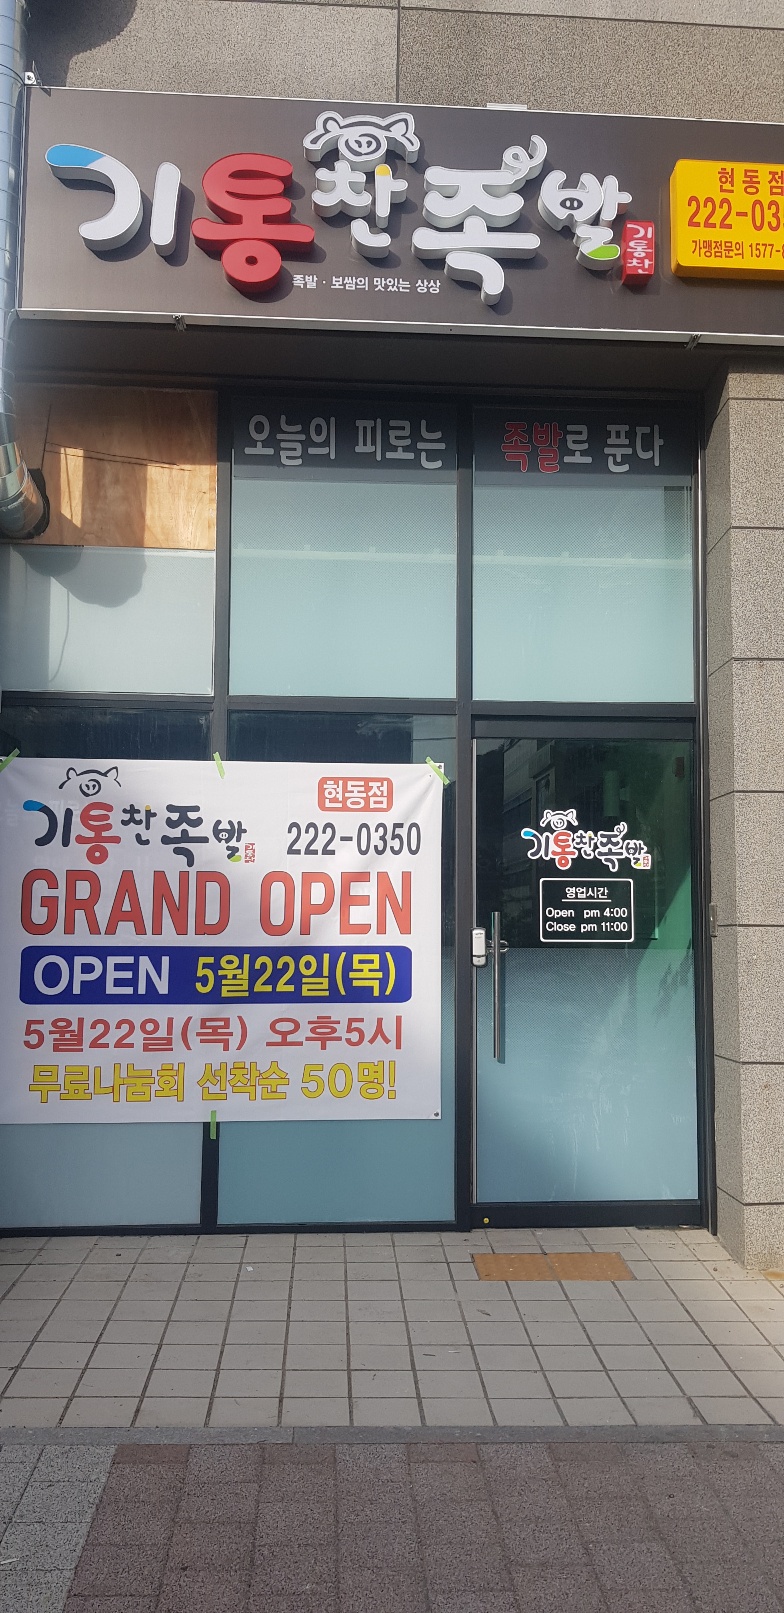 기통찬족발
기통찬
족발 · 보쌈의 맛있는 상상
현동점
222-03
가맹점문의 1577-
오늘의 피로는 족발로 푼다
기통찬족발
현동점
222-0350
GRAND OPEN
OPEN 5월22일(목)
5월22일(목) 오후5시
무료나눔회 선착순 50명!
기통찬족발
영업시간
Open pm 4:00
Close pm 11:00